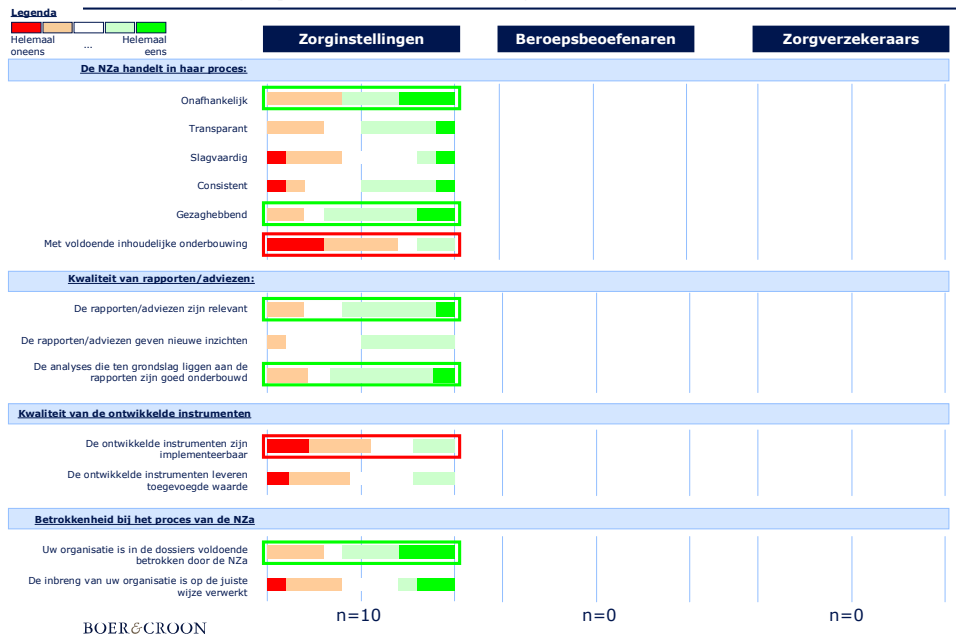 Legenda
Helemaal oneens
...
Helemaal eens
Zorginstellingen
Beroepsbeoefenaren
Zorgverzekeraars
De NZa handelt in haar proces:
Onafhankelijk
Transparant
Slagvaardig
Consistent
Gezaghebbend
Met voldoende inhoudelijke onderbouwing
Kwaliteit van rapporten/adviezen:
De rapporten/adviezen zijn relevant
De rapporten/adviezen geven nieuwe inzichten
De analyses die ten grondslag liggen aan de
rapporten zijn goed onderbouwd
Kwaliteit van de ontwikkelde instrumenten
De ontwikkelde instrumenten zijn
implementeerbaar
De ontwikkelde instrumenten leveren
toegevoegde waarde
Betrokkenheid bij het proces van de NZa
Uw organisatie is in de dossiers voldoende
betrokken door de NZa
De inbreng van uw organisatie is op de juiste
wijze verwerkt
n=10
n=0
n=0
BOER&CROON